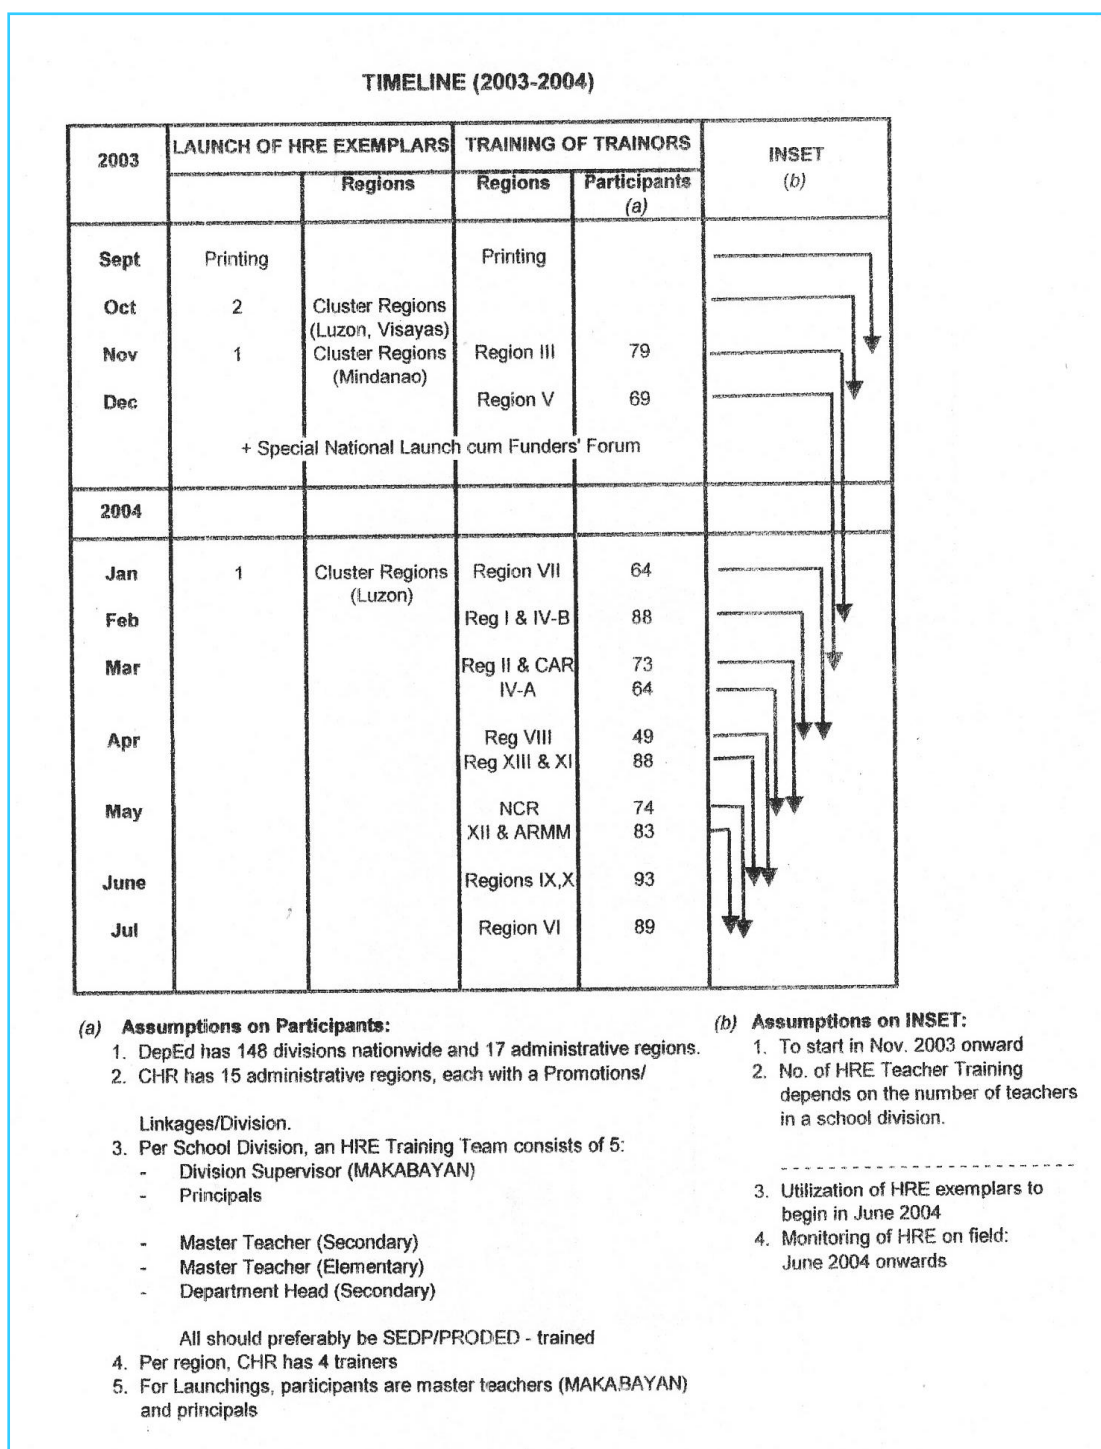 TIMELINE (2003-2004)
2003 LAUNCH OF HRE EXEMPLARS TRAINING OF TRAINORS INSET
Regions Regions Participants (b)
(a)
Sept Printing Printing
Oct 2 Cluster Regions
(Luzon, Visayas)
Nov 1 Cluster Regions Region III 79
(Mindanao)
Dec Region V 69
+ Special National Launch cum Funders' Forum
2004
Jan 1 Cluster Regions Region VII 64
(Luzon)
Feb Reg I & IV-B 88
Mar Reg II & CAR 73
IV-A 64
Apr Reg VIII 49
Reg XIII & XI 88
May NCR 74
XII & ARMM 83
June Regions IX,X 93
Jul Region VI 89
(a) Assumptions on Participants:
1. DepEd has 148 divisions nationwide and 17 administrative regions.
2. CHR has 15 administrative regions, each with a Promotions/
Linkages/Division.
3. Per School Division, an HRE Training Team consists of 5:
- Division Supervisor (MAKABAYAN)
- Principals
- Master Teacher (Secondary)
- Master Teacher (Elementary)
- Department Head (Secondary)
All should preferably be SEDP/PRODED - trained
4. Per region, CHR has 4 trainers
5. For Launchings, participants are master teachers (MAKABAYAN)
and principals
(b) Assumptions on INSET:
1. To start in Nov. 2003 onward
2. No. of HRE Teacher Training
depends on the number of teachers
in a school division.
3. Utilization of HRE exemplars to
begin in June 2004
4. Monitoring of HRE on field:
June 2004 onwards